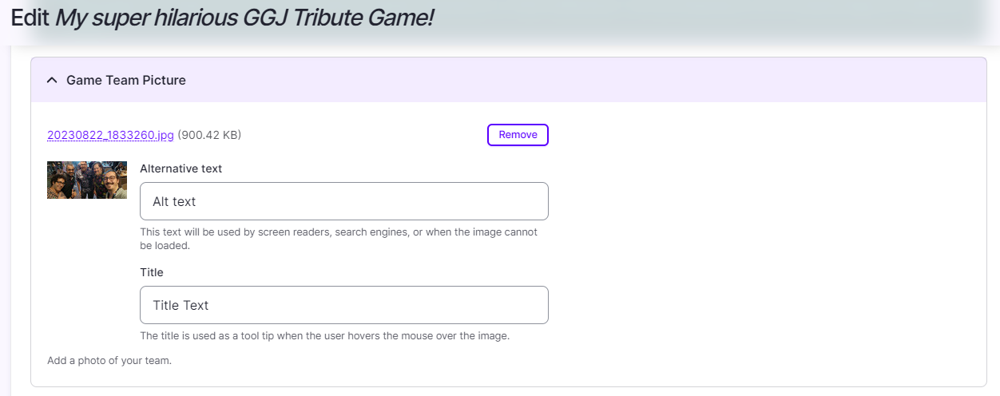 Edit My super hilarious GGJ Tribute Game!
Game Team Picture
20230822_1833260.jpg (900.42 KB)
Remove
Alternative text
Alt text
This text will be used by screen readers, search engines, or when the image cannot
be loaded.
Title
Title Text
The title is used as a tool tip when the user hovers the mouse over the image.
Add a photo of your team.